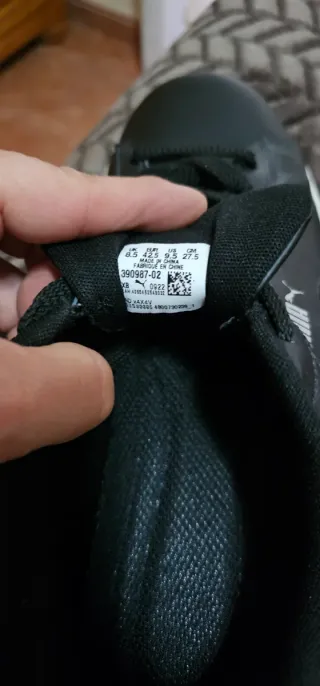 UK EUR US CM
8.5 42.5 9.5 27.5
MADE IN CHINA
FABRIQUÉ EN CHINE
390987-02
XB 0922